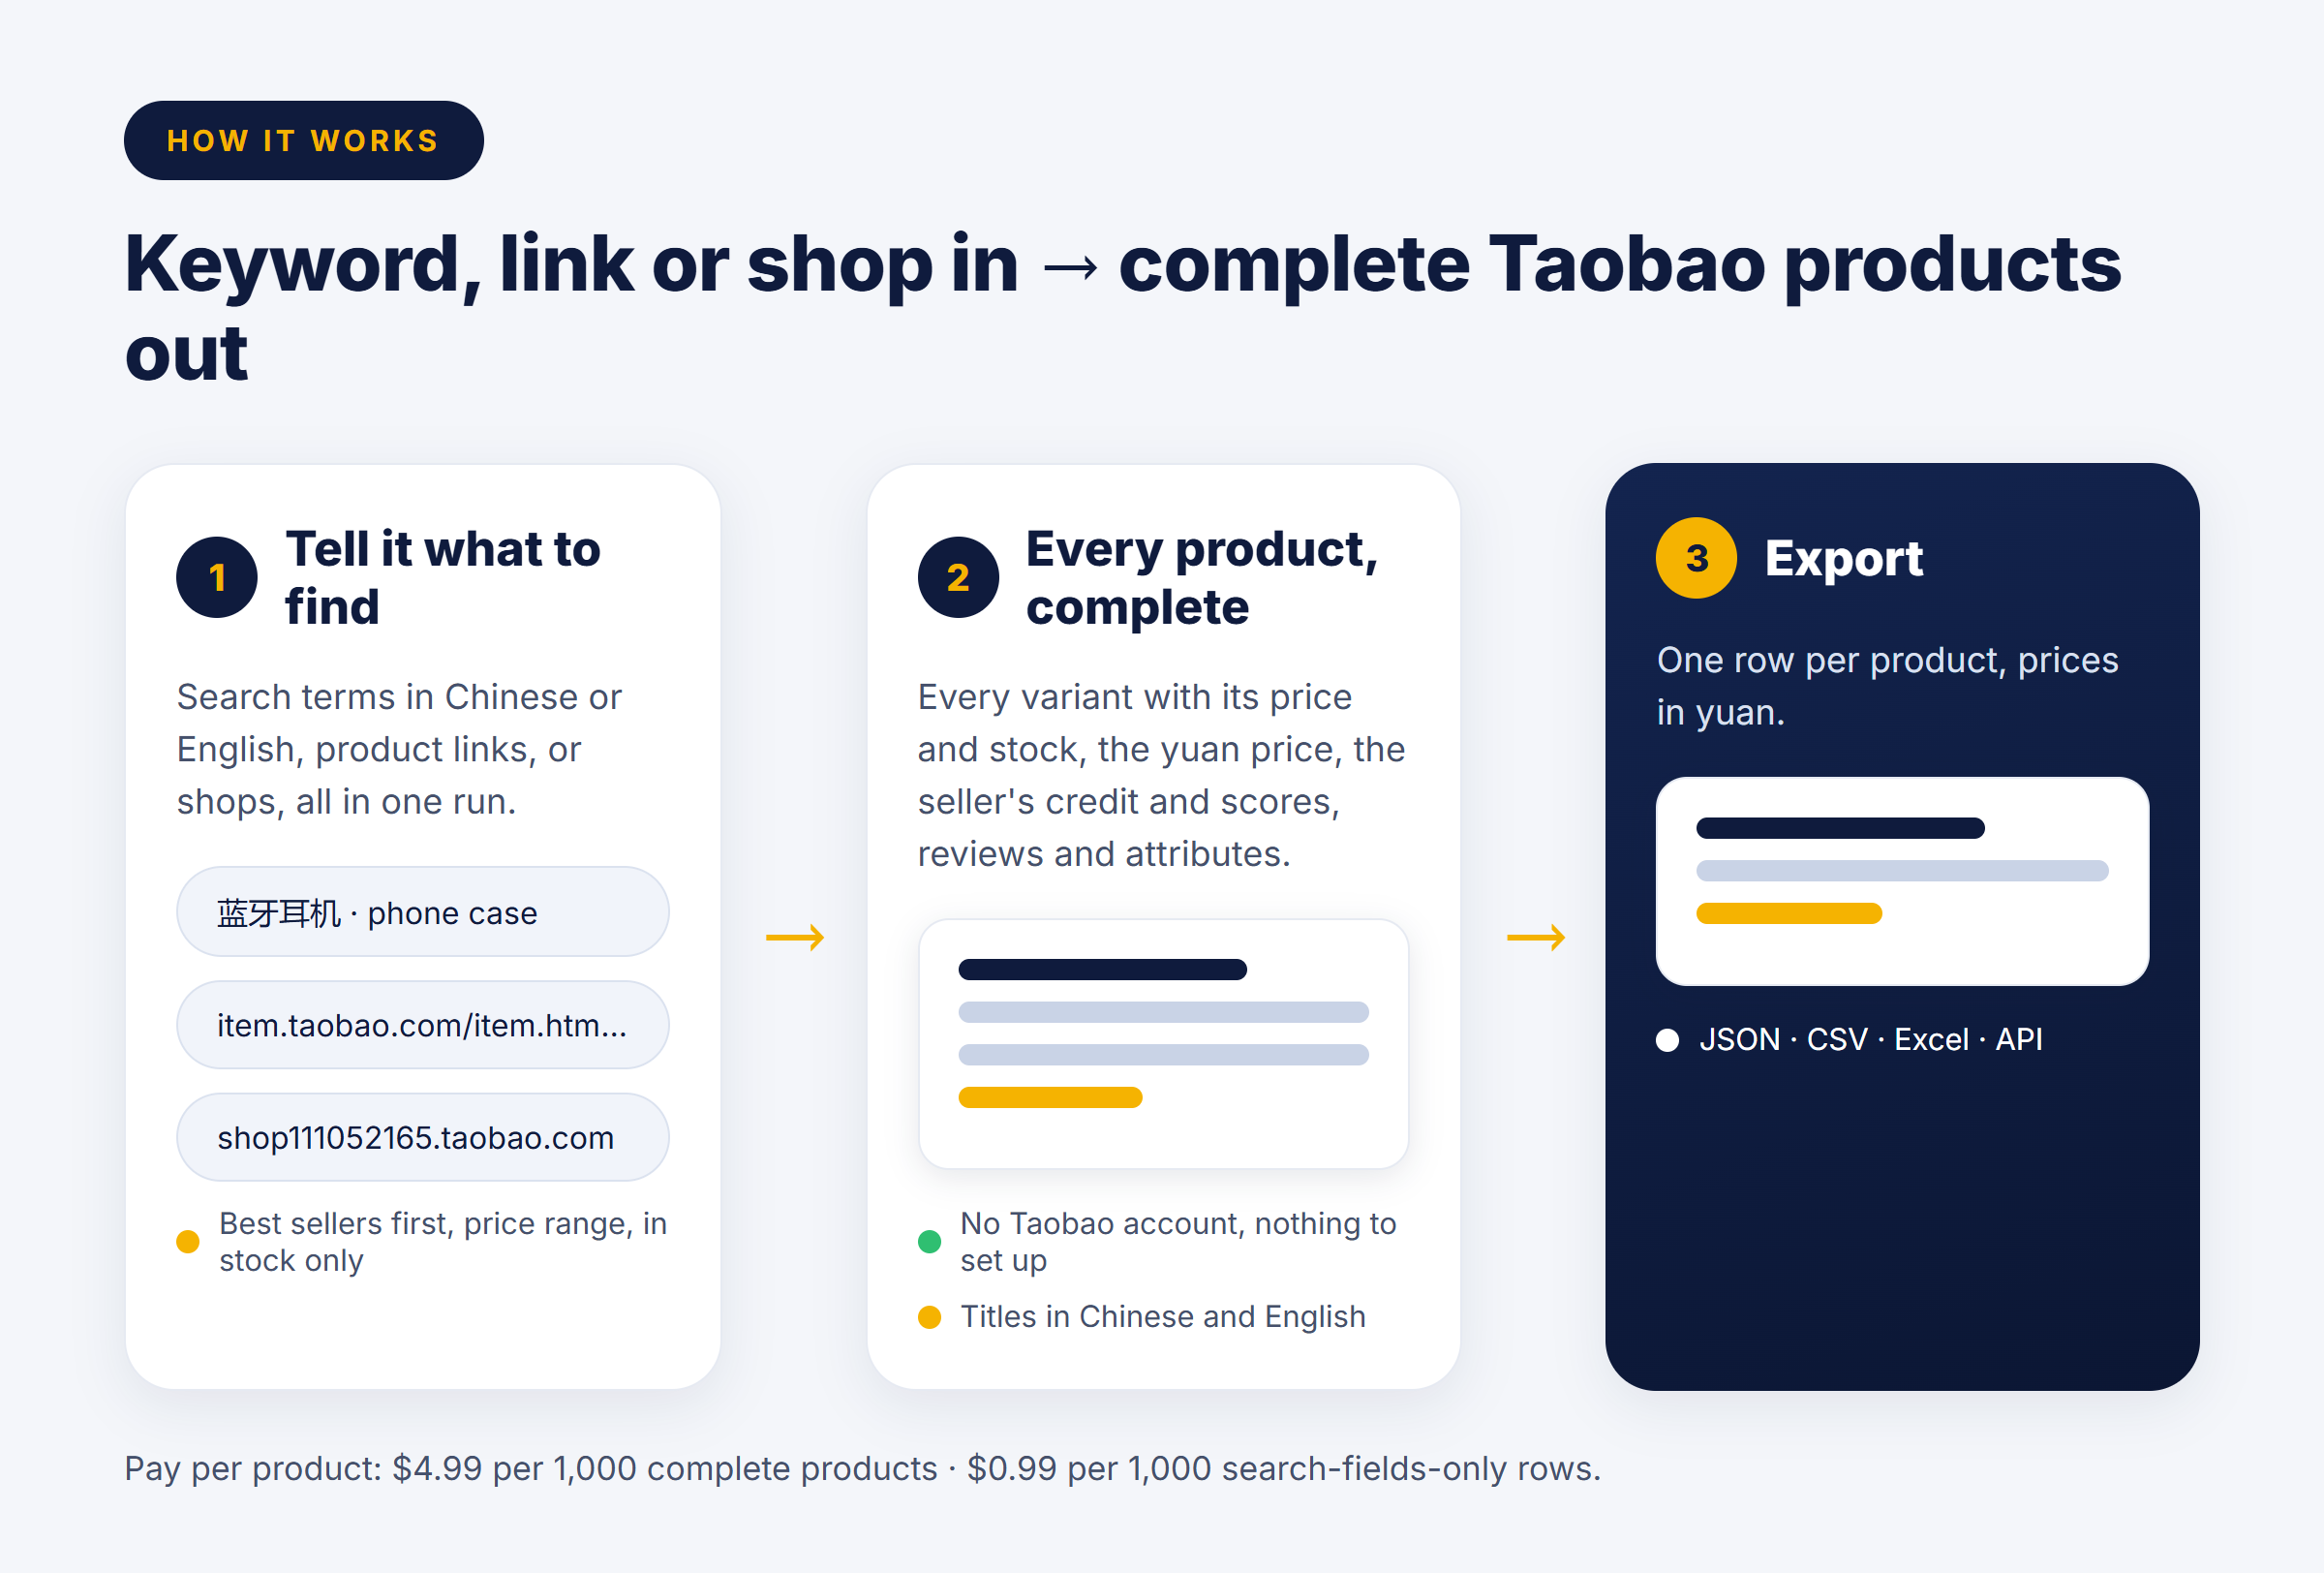 HOW IT WORKS
Keyword, link or shop in → complete Taobao products
out
1
Tell it what to
find
Search terms in Chinese or
English, product links, or
shops, all in one run.
蓝牙耳机 · phone case
item.taobao.com/item.htm...
shop111052165.taobao.com
Best sellers first, price range, in
stock only
→
2
Every product,
complete
Every variant with its price
and stock, the yuan price, the
seller's credit and scores,
reviews and attributes.
No Taobao account, nothing to
set up
Titles in Chinese and English
→
3
Export
One row per product, prices
in yuan.
JSON · CSV · Excel · API
Pay per product: $4.99 per 1,000 complete products · $0.99 per 1,000 search-fields-only rows.